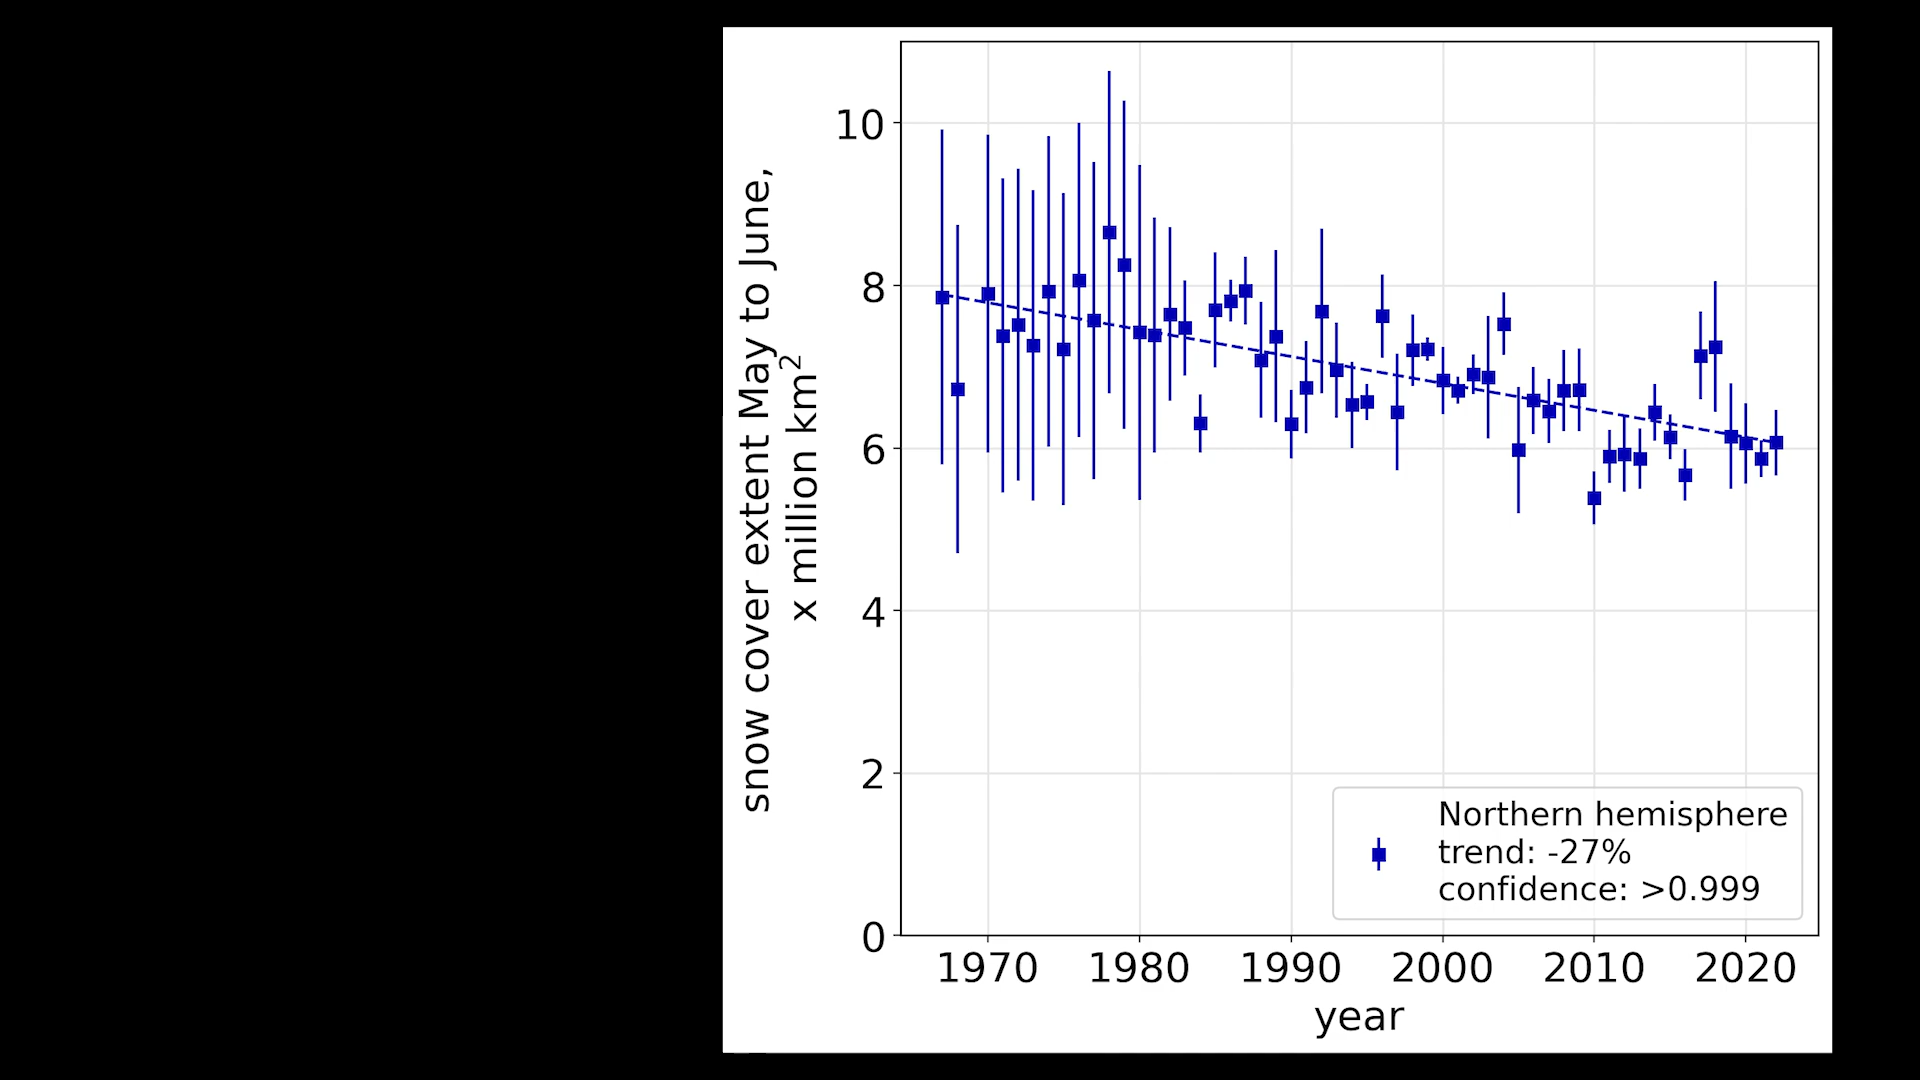 snow cover extent May to June,
x million km²
10
8
6
4
2
0
1970 1980 1990 2000 2010 2020
year
Northern hemisphere
trend: -27%
confidence: >0.999